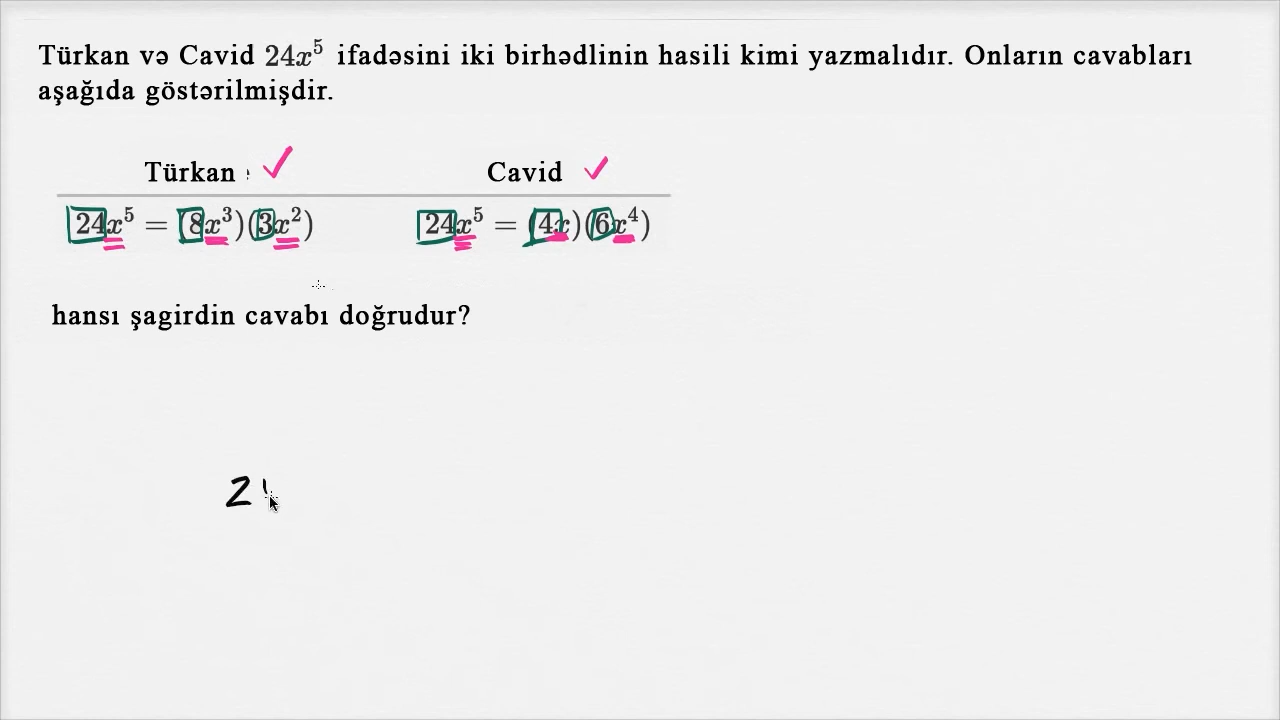 Türkan və Cavid 24x⁵ ifadəsini iki birhədlinin hasili kimi yazmalıdır. Onların cavabları
aşağıda göstərilmişdir.
Türkan Cavid
24x⁵ = (8x³)(3x²) 24x⁵ = (4x)(6x⁴)
hansı şagirdin cavabı doğrudur?
2